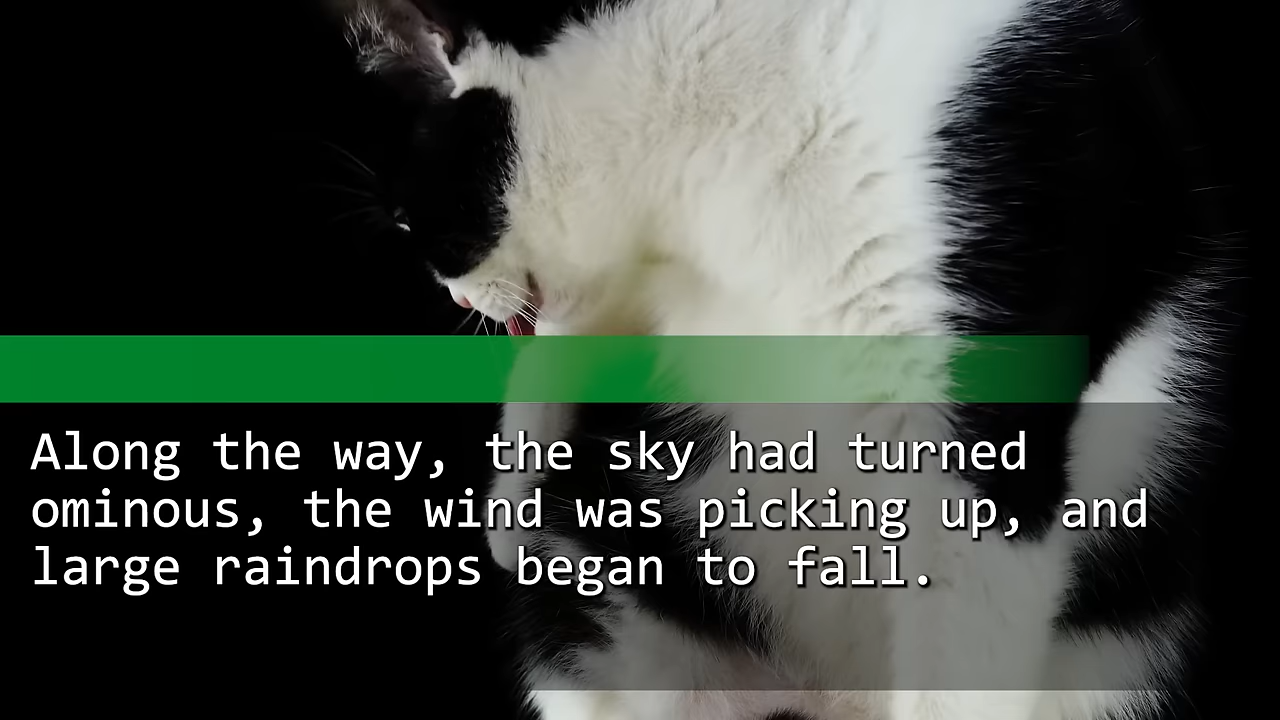 Along the way, the sky had turned
ominous, the wind was picking up, and
large raindrops began to fall.